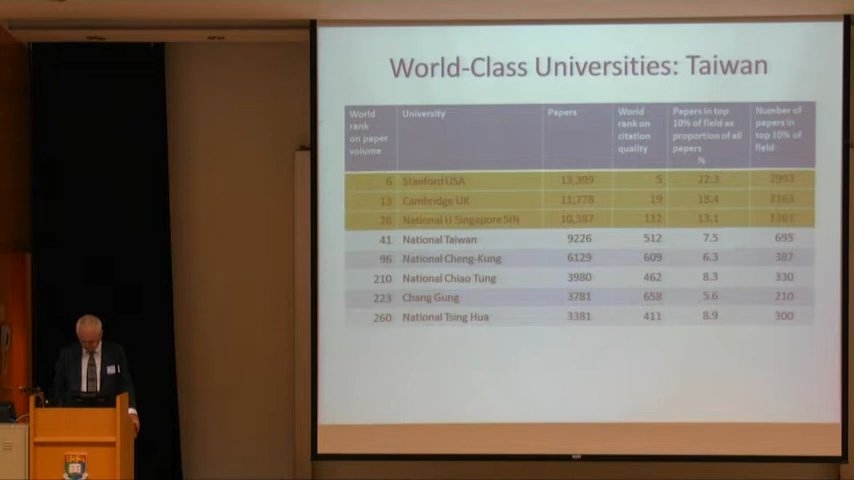 World-Class Universities: Taiwan
World rank on paper volume | University | Papers | World rank on citation quality | Papers in top 10% of field as proportion of all papers % | Number of papers in top 10% of field
6 Stanford USA 13,309 5 22.3 2993
13 Cambridge UK 11,778 19 18.4 2163
28 National U Singapore SIN 10,387 112 13.1 1361
41 National Taiwan 9226 512 7.5 695
96 National Cheng-Kung 6129 609 6.3 387
210 National Chiao Tung 3980 462 8.3 330
223 Chang Gung 3781 658 5.6 210
260 National Tsing Hua 3381 411 8.9 300